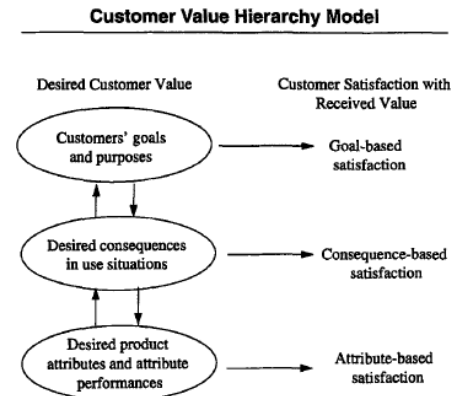 Customer Value Hierarchy Model
Desired Customer Value
Customer Satisfaction with
Received Value
Customers' goals
and purposes
Goal-based
satisfaction
Desired consequences
in use situations
Consequence-based
satisfaction
Desired product
attributes and attribute
performances
Attribute-based
satisfaction